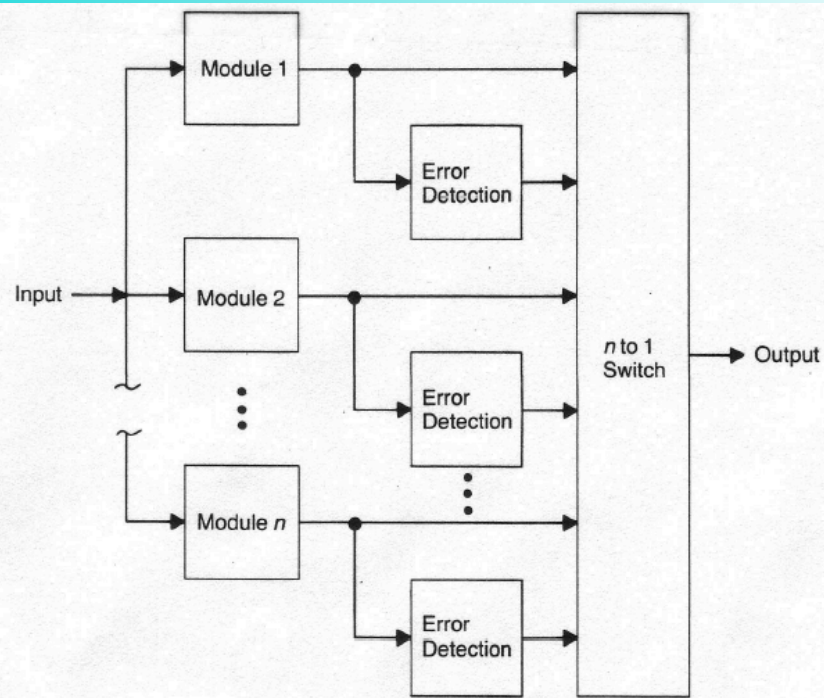 Module 1
Error
Detection
Input
Module 2
n to 1
Switch
Output
Error
Detection
Module n
Error
Detection